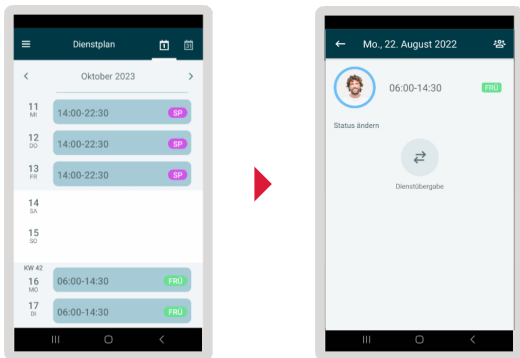 Dienstplan
Oktober 2023
11
MI
14:00-22:30 SP
12
DO
14:00-22:30 SP
13
FR
14:00-22:30 SP
14
SA
15
SO
KW 42
16
MO
06:00-14:30 FRÜ
17
DI
06:00-14:30 FRÜ
Mo., 22. August 2022
06:00-14:30 FRÜ
Status ändern
Dienstübergabe